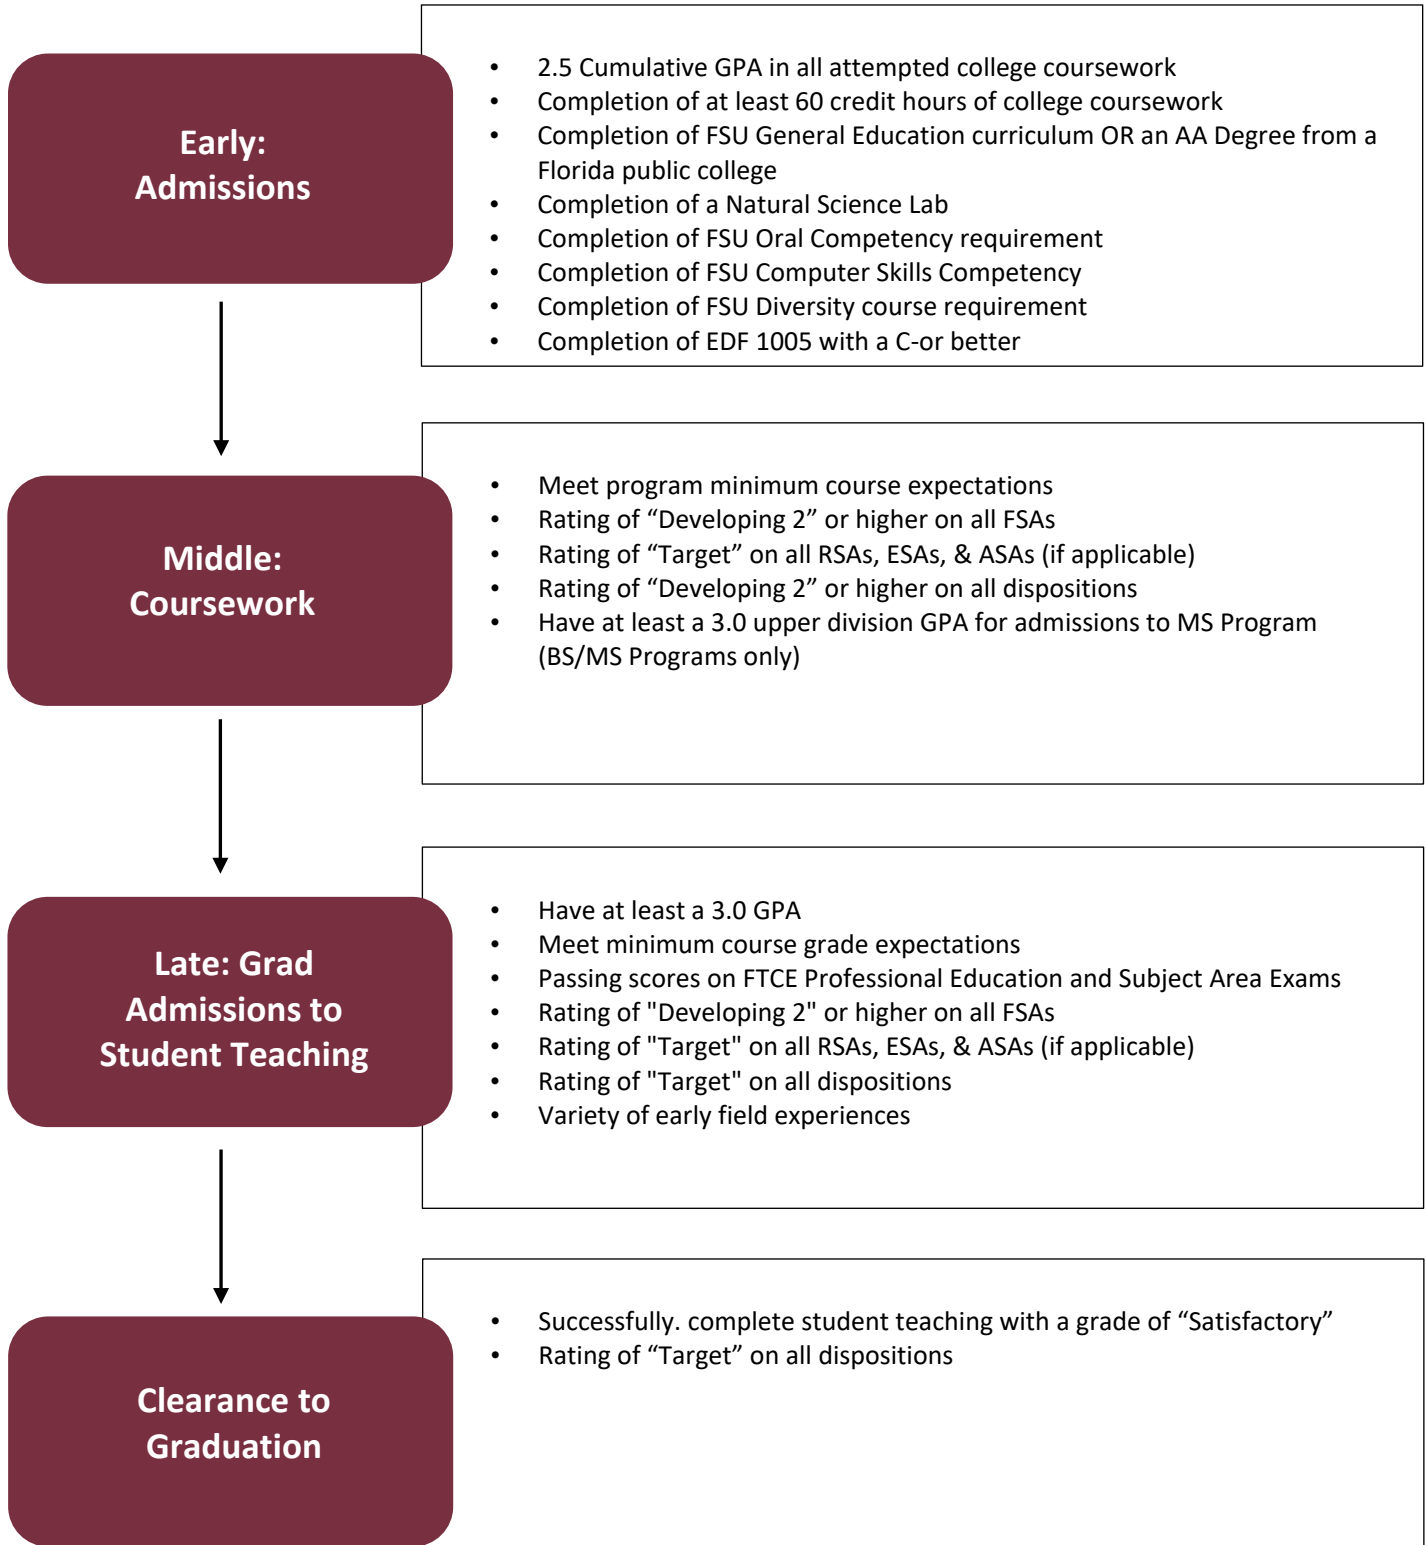 Early:
Admissions
• 2.5 Cumulative GPA in all attempted college coursework
• Completion of at least 60 credit hours of college coursework
• Completion of FSU General Education curriculum OR an AA Degree from a
Florida public college
• Completion of a Natural Science Lab
• Completion of FSU Oral Competency requirement
• Completion of FSU Computer Skills Competency
• Completion of FSU Diversity course requirement
• Completion of EDF 1005 with a C-or better
Middle:
Coursework
• Meet program minimum course expectations
• Rating of “Developing 2” or higher on all FSAs
• Rating of “Target” on all RSAs, ESAs, & ASAs (if applicable)
• Rating of “Developing 2” or higher on all dispositions
• Have at least a 3.0 upper division GPA for admissions to MS Program
(BS/MS Programs only)
Late: Grad
Admissions to
Student Teaching
• Have at least a 3.0 GPA
• Meet minimum course grade expectations
• Passing scores on FTCE Professional Education and Subject Area Exams
• Rating of "Developing 2" or higher on all FSAs
• Rating of "Target" on all RSAs, ESAs, & ASAs (if applicable)
• Rating of "Target" on all dispositions
• Variety of early field experiences
Clearance to
Graduation
• Successfully. complete student teaching with a grade of “Satisfactory”
• Rating of “Target” on all dispositions